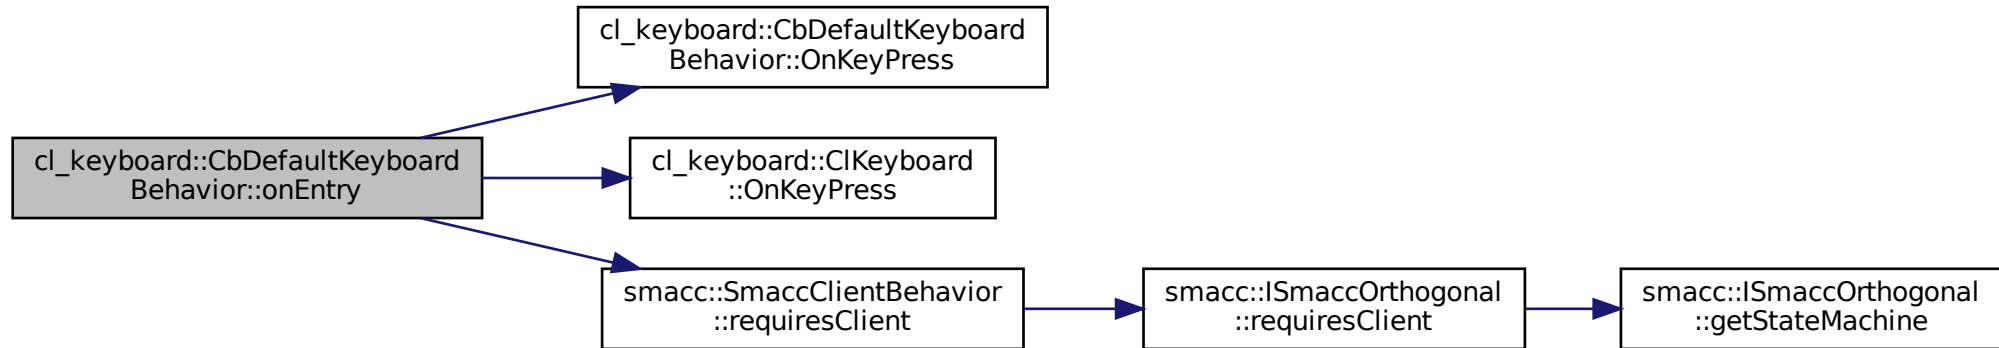 cl_keyboard::CbDefaultKeyboard
Behavior::OnKeyPress
cl_keyboard::CbDefaultKeyboard
Behavior::onEntry
cl_keyboard::ClKeyboard
::OnKeyPress
smacc::SmaccClientBehavior
::requiresClient
smacc::ISmaccOrthogonal
::requiresClient
smacc::ISmaccOrthogonal
::getStateMachine